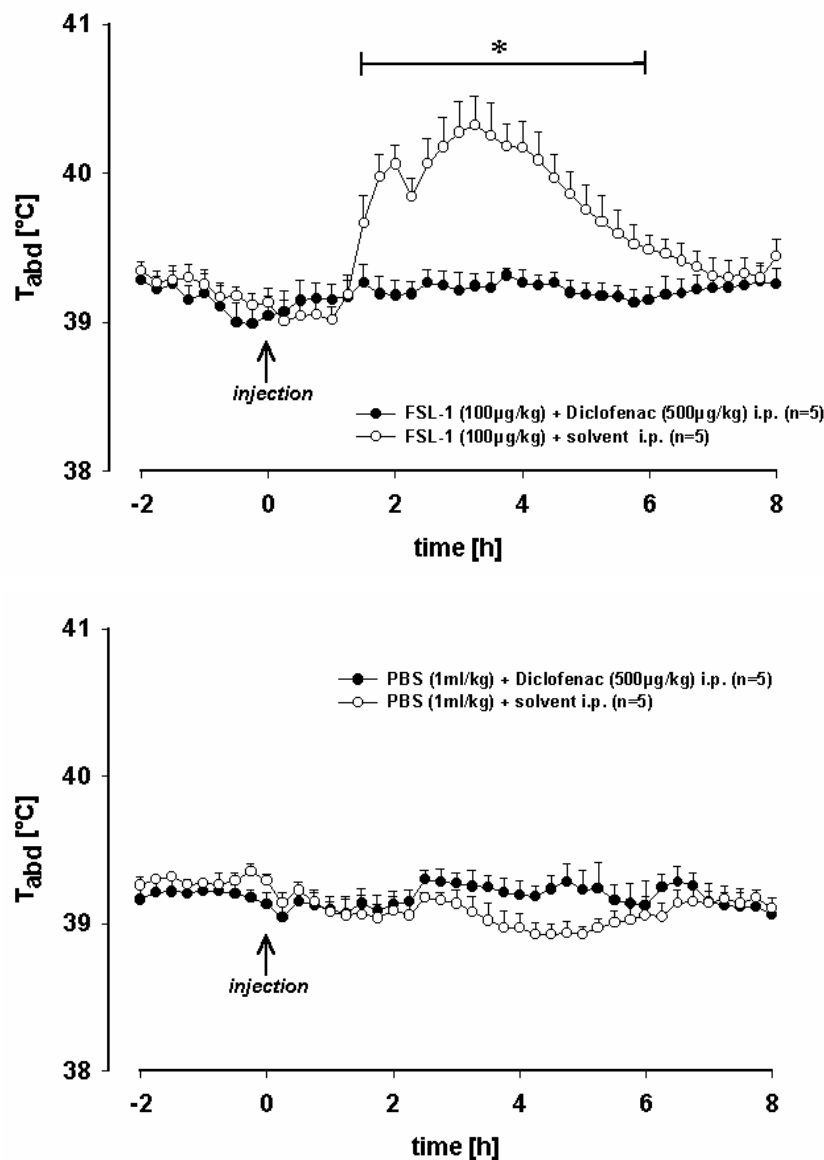 41
*
40
T_abd [°C]
39
injection
FSL-1 (100µg/kg) + Diclofenac (500µg/kg) i.p. (n=5)
FSL-1 (100µg/kg) + solvent i.p. (n=5)
38
-2 0 2 4 6 8
time [h]
41
PBS (1ml/kg) + Diclofenac (500µg/kg) i.p. (n=5)
PBS (1ml/kg) + solvent i.p. (n=5)
40
T_abd [°C]
39
injection
38
-2 0 2 4 6 8
time [h]